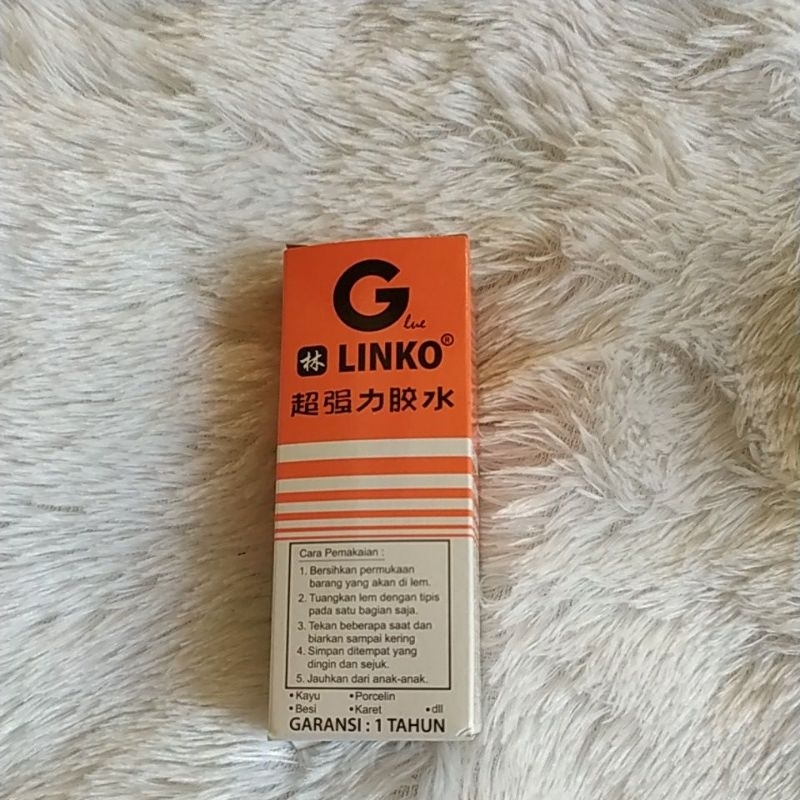 Glue
林 LINKO®
超强力胶水
Cara Pemakaian :
1. Bersihkan permukaan
barang yang akan di lem.
2. Tuangkan lem dengan tipis
pada satu bagian saja.
3. Tekan beberapa saat dan
biarkan sampai kering
4. Simpan ditempat yang
dingin dan sejuk.
5. Jauhkan dari anak-anak.
• Kayu • Porcelin
• Besi • Karet • dll
GARANSI : 1 TAHUN